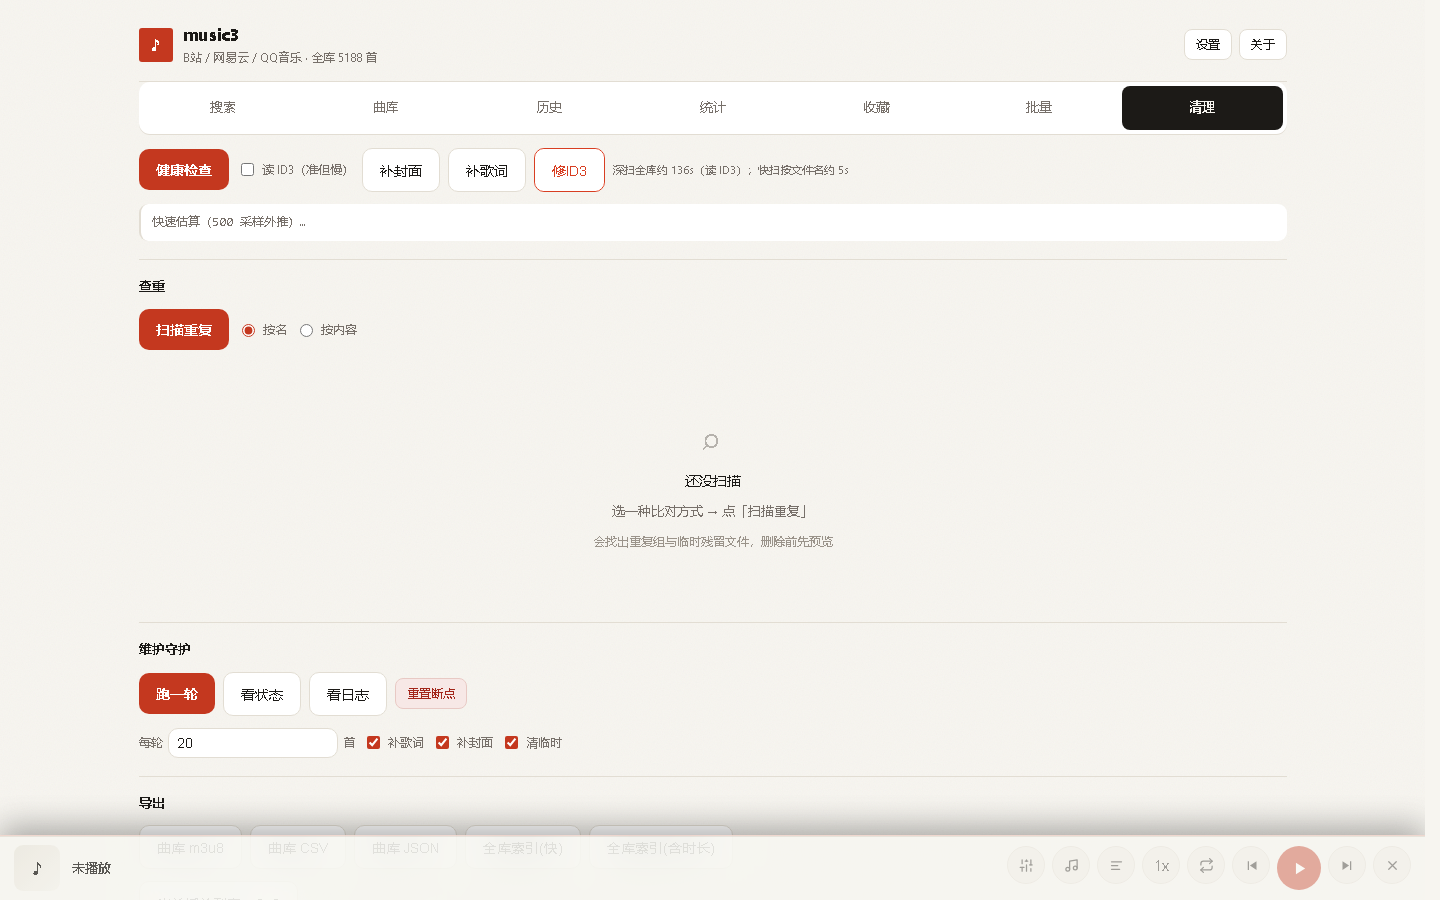 music3
B站 / 网易云 / QQ音乐 · 全库 5188 首
设置 关于
搜索 曲库 历史 统计 收藏 批量 清理
健康检查 读 ID3（准但慢） 补封面 补歌词 修ID3 深扫全库约 136s（读 ID3）；快扫按文件名约 5s
快速估算（500 采样外推）…
查重
扫描重复 按名 按内容
还没扫描
选一种比对方式 → 点「扫描重复」
会找出重复组与临时残留文件，删除前先预览
维护守护
跑一轮 看状态 看日志 重置断点
每轮 20 首 补歌词 补封面 清临时
导出
曲库 m3u8 曲库 CSV 曲库 JSON 全库索引(快) 全库索引(含时长)
未播放 1x